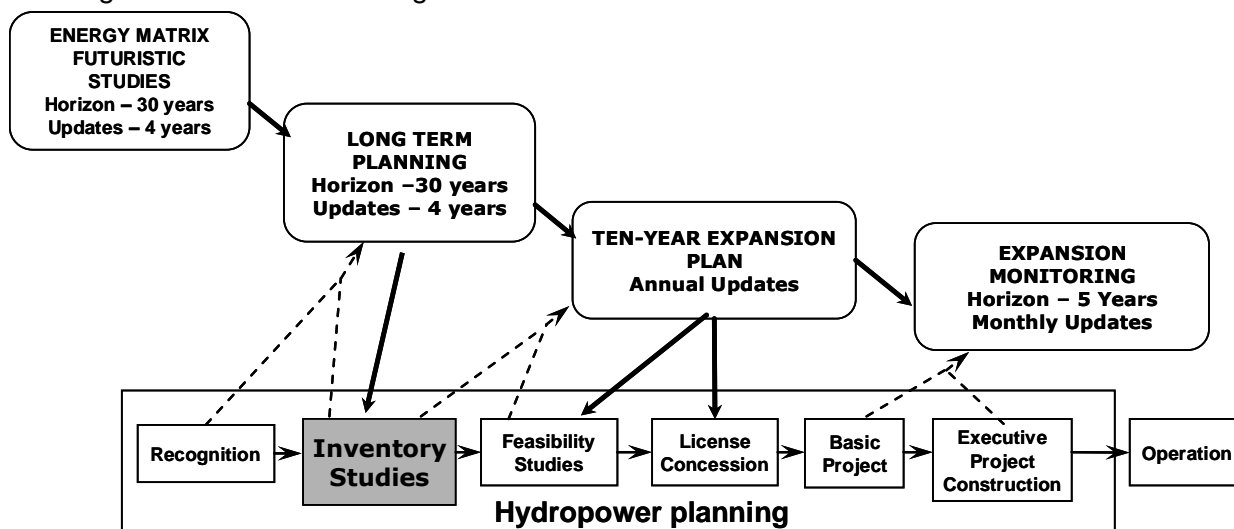 ENERGY MATRIX
FUTURISTIC
STUDIES
Horizon – 30 years
Updates – 4 years
LONG TERM
PLANNING
Horizon –30 years
Updates – 4 years
TEN-YEAR EXPANSION
PLAN
Annual Updates
EXPANSION
MONITORING
Horizon – 5 Years
Monthly Updates
Recognition
Inventory
Studies
Feasibility
Studies
License
Concession
Basic
Project
Executive
Project
Construction
Operation
Hydropower planning